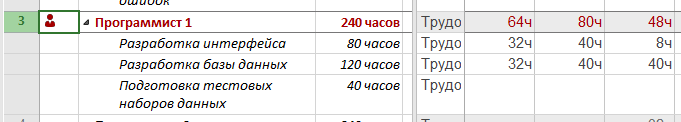 ошибок
3 Программист 1 240 часов Трудо 64ч 80ч 48ч
Разработка интерфейса 80 часов Трудо 32ч 40ч 8ч
Разработка базы данных 120 часов Трудо 32ч 40ч 40ч
Подготовка тестовых 40 часов Трудо
наборов данных